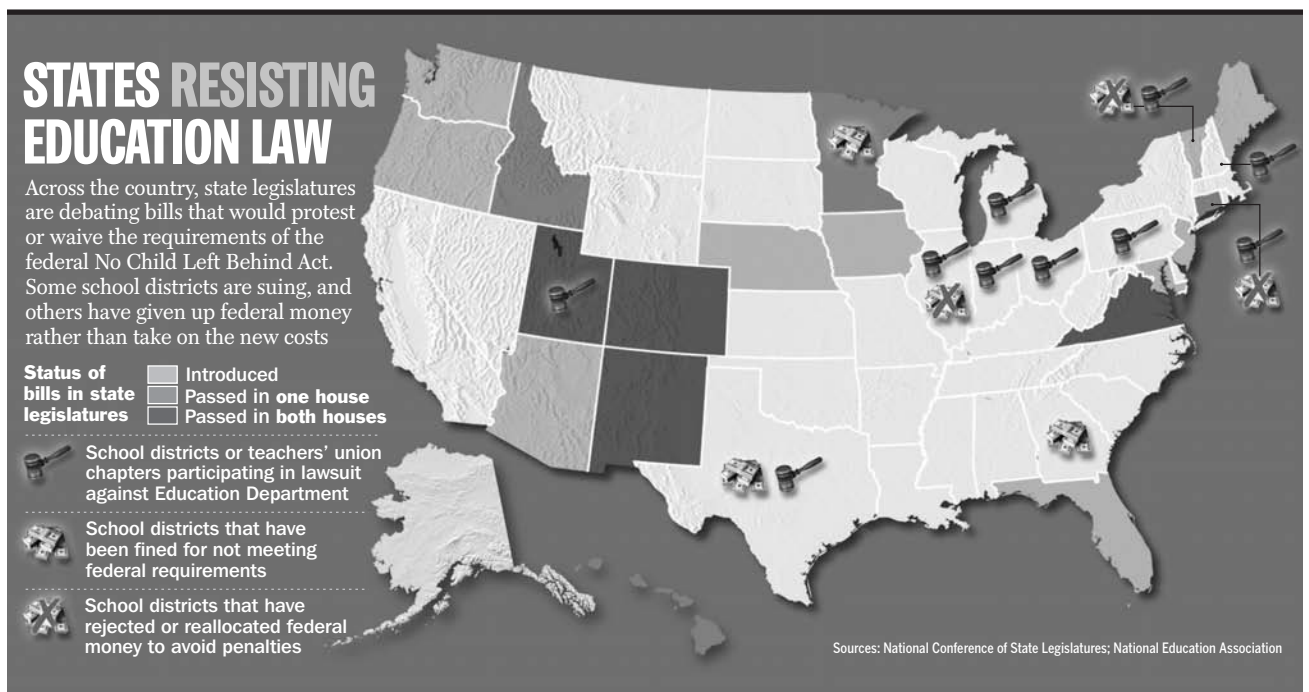 STATES RESISTING
EDUCATION LAW
Across the country, state legislatures
are debating bills that would protest
or waive the requirements of the
federal No Child Left Behind Act.
Some school districts are suing, and
others have given up federal money
rather than take on the new costs
Status of
bills in state
legislatures
Introduced
Passed in one house
Passed in both houses
School districts or teachers’ union
chapters participating in lawsuit
against Education Department
School districts that have
been fined for not meeting
federal requirements
School districts that have
rejected or reallocated federal
money to avoid penalties
Sources: National Conference of State Legislatures; National Education Association